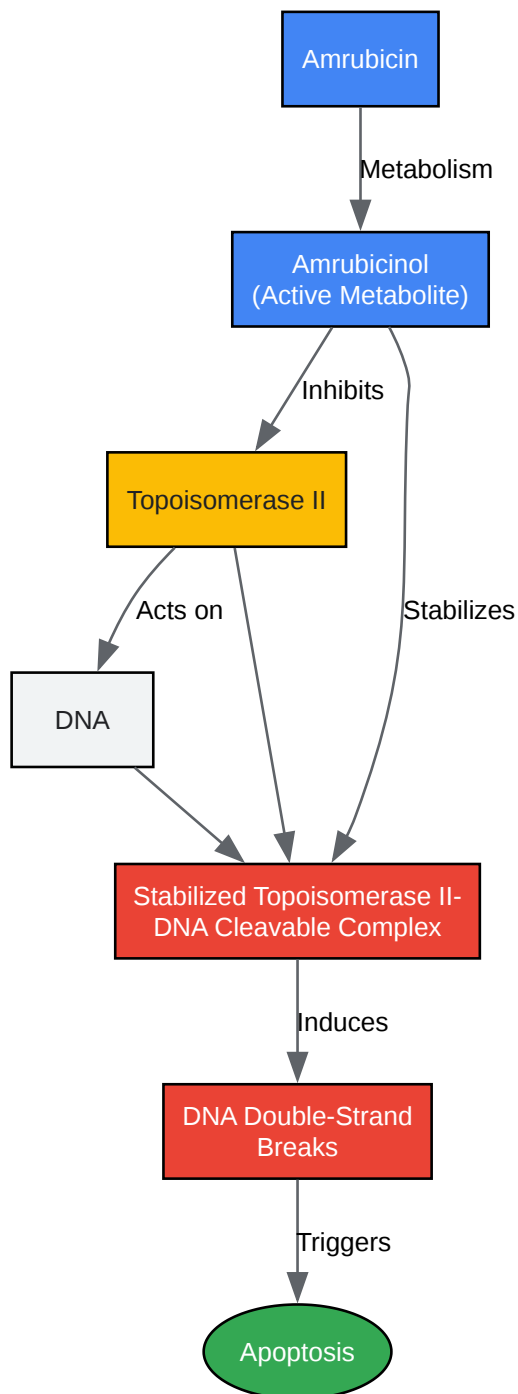 Amrubicin
Metabolism
Amrubicinol
(Active Metabolite)
Inhibits
Topoisomerase II
Acts on
Stabilizes
DNA
Stabilized Topoisomerase II-
DNA Cleavable Complex
Induces
DNA Double-Strand
Breaks
Triggers
Apoptosis